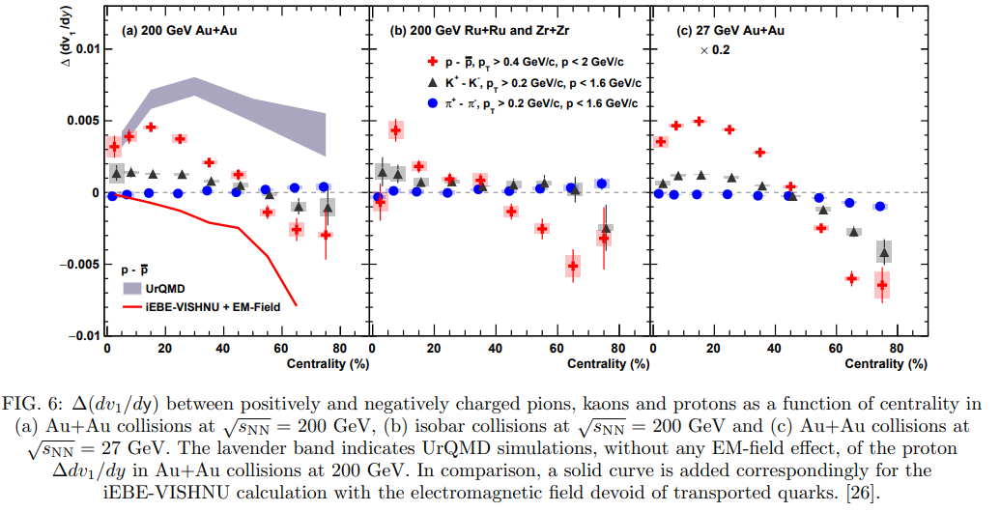 Δ (dv₁/dy)
(a) 200 GeV Au+Au
(b) 200 GeV Ru+Ru and Zr+Zr
(c) 27 GeV Au+Au
× 0.2
p - p̅, p_T > 0.4 GeV/c, p < 2 GeV/c
K⁺ - K⁻, p_T > 0.2 GeV/c, p < 1.6 GeV/c
π⁺ - π⁻, p_T > 0.2 GeV/c, p < 1.6 GeV/c
0.01
0.005
0
−0.005
−0.01
p - p̅
UrQMD
iEBE-VISHNU + EM-Field
0 20 40 60 80
0 20 40 60 80
0 20 40 60 80
Centrality (%)
Centrality (%)
Centrality (%)
FIG. 6: Δ(dv₁/dy) between positively and negatively charged pions, kaons and protons as a function of centrality in
(a) Au+Au collisions at √s_NN = 200 GeV, (b) isobar collisions at √s_NN = 200 GeV and (c) Au+Au collisions at
√s_NN = 27 GeV. The lavender band indicates UrQMD simulations, without any EM-field effect, of the proton
Δdv₁/dy in Au+Au collisions at 200 GeV. In comparison, a solid curve is added correspondingly for the
iEBE-VISHNU calculation with the electromagnetic field devoid of transported quarks. [26].